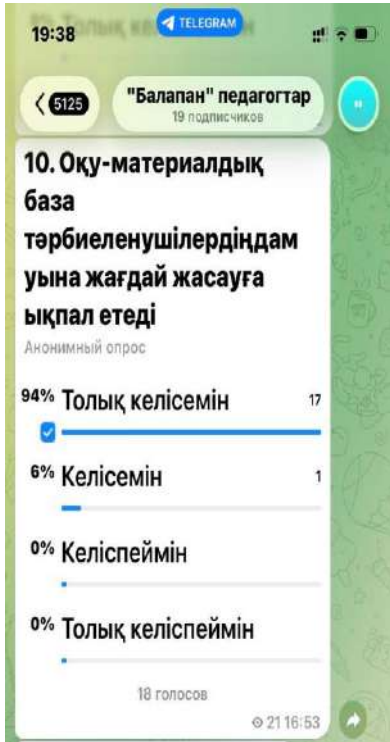 19:38
TELEGRAM
5125
"Балапан" педагогтар
19 подписчиков
10. Оқу-материалдық
база
тәрбиеленушілердіңдам
уына жағдай жасауға
ықпал етеді
Анонимный опрос
94% Толық келісемін 17
6% Келісемін 1
0% Келіспеймін
0% Толық келіспеймін
18 голосов
21 16:53